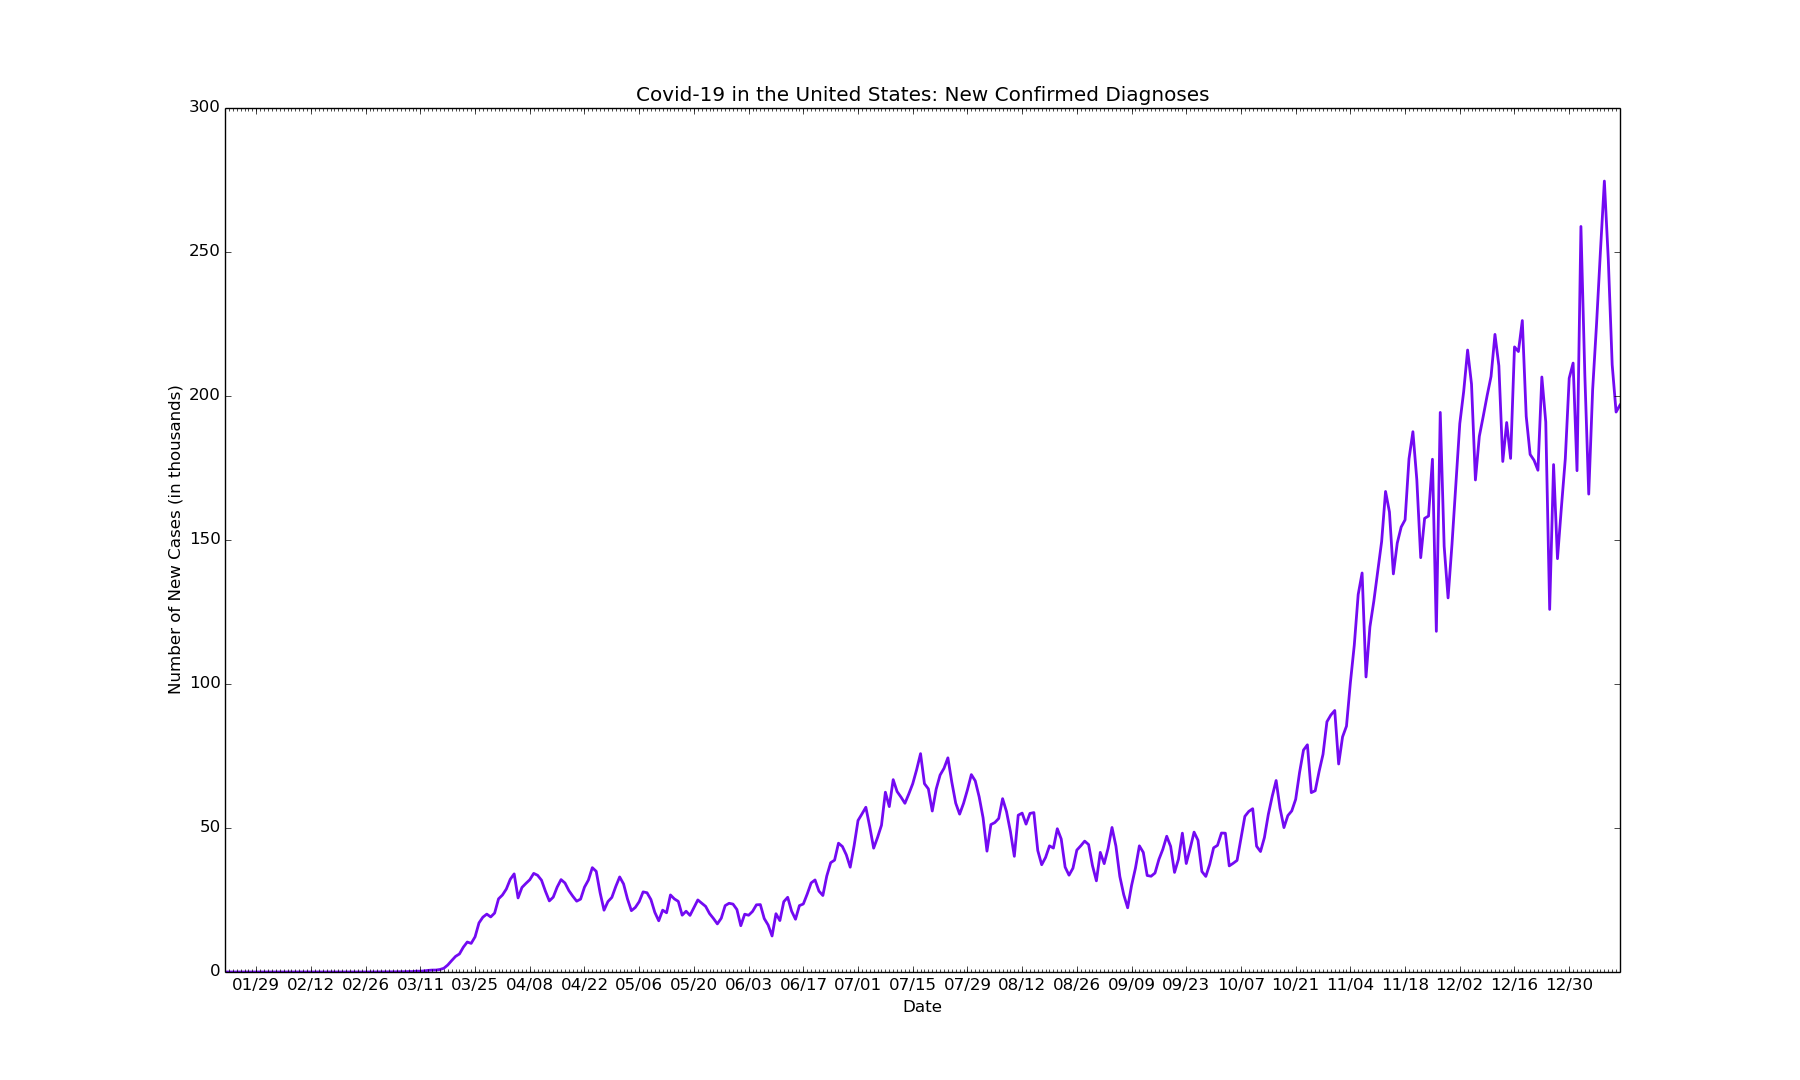 Covid-19 in the United States: New Confirmed Diagnoses
300
250
200
150
100
50
0
Number of New Cases (in thousands)
01/29 02/12 02/26 03/11 03/25 04/08 04/22 05/06 05/20 06/03 06/17 07/01 07/15 07/29 08/12 08/26 09/09 09/23 10/07 10/21 11/04 11/18 12/02 12/16 12/30
Date